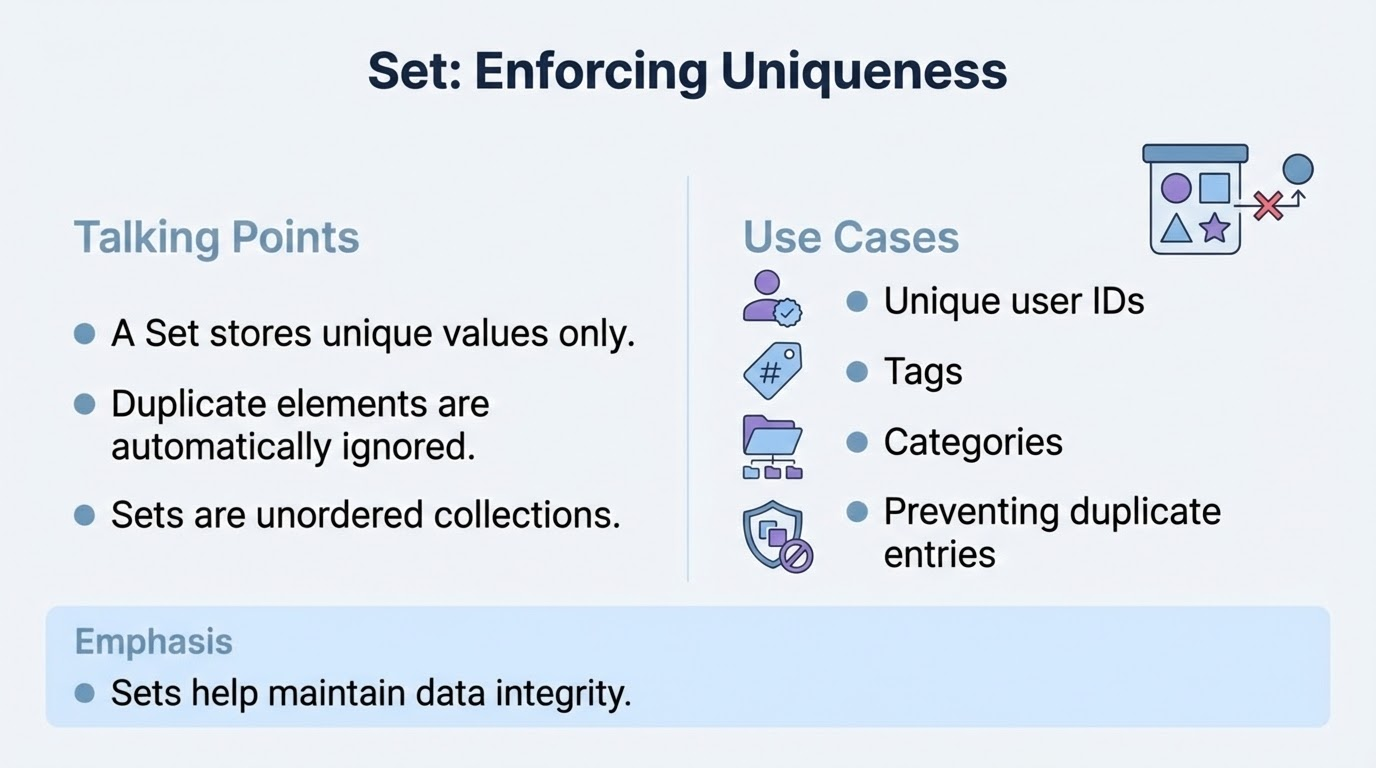 Set: Enforcing Uniqueness
Talking Points
A Set stores unique values only.
Duplicate elements are
automatically ignored.
Sets are unordered collections.
Use Cases
Unique user IDs
#
Tags
Categories
Preventing duplicate
entries
Emphasis
Sets help maintain data integrity.